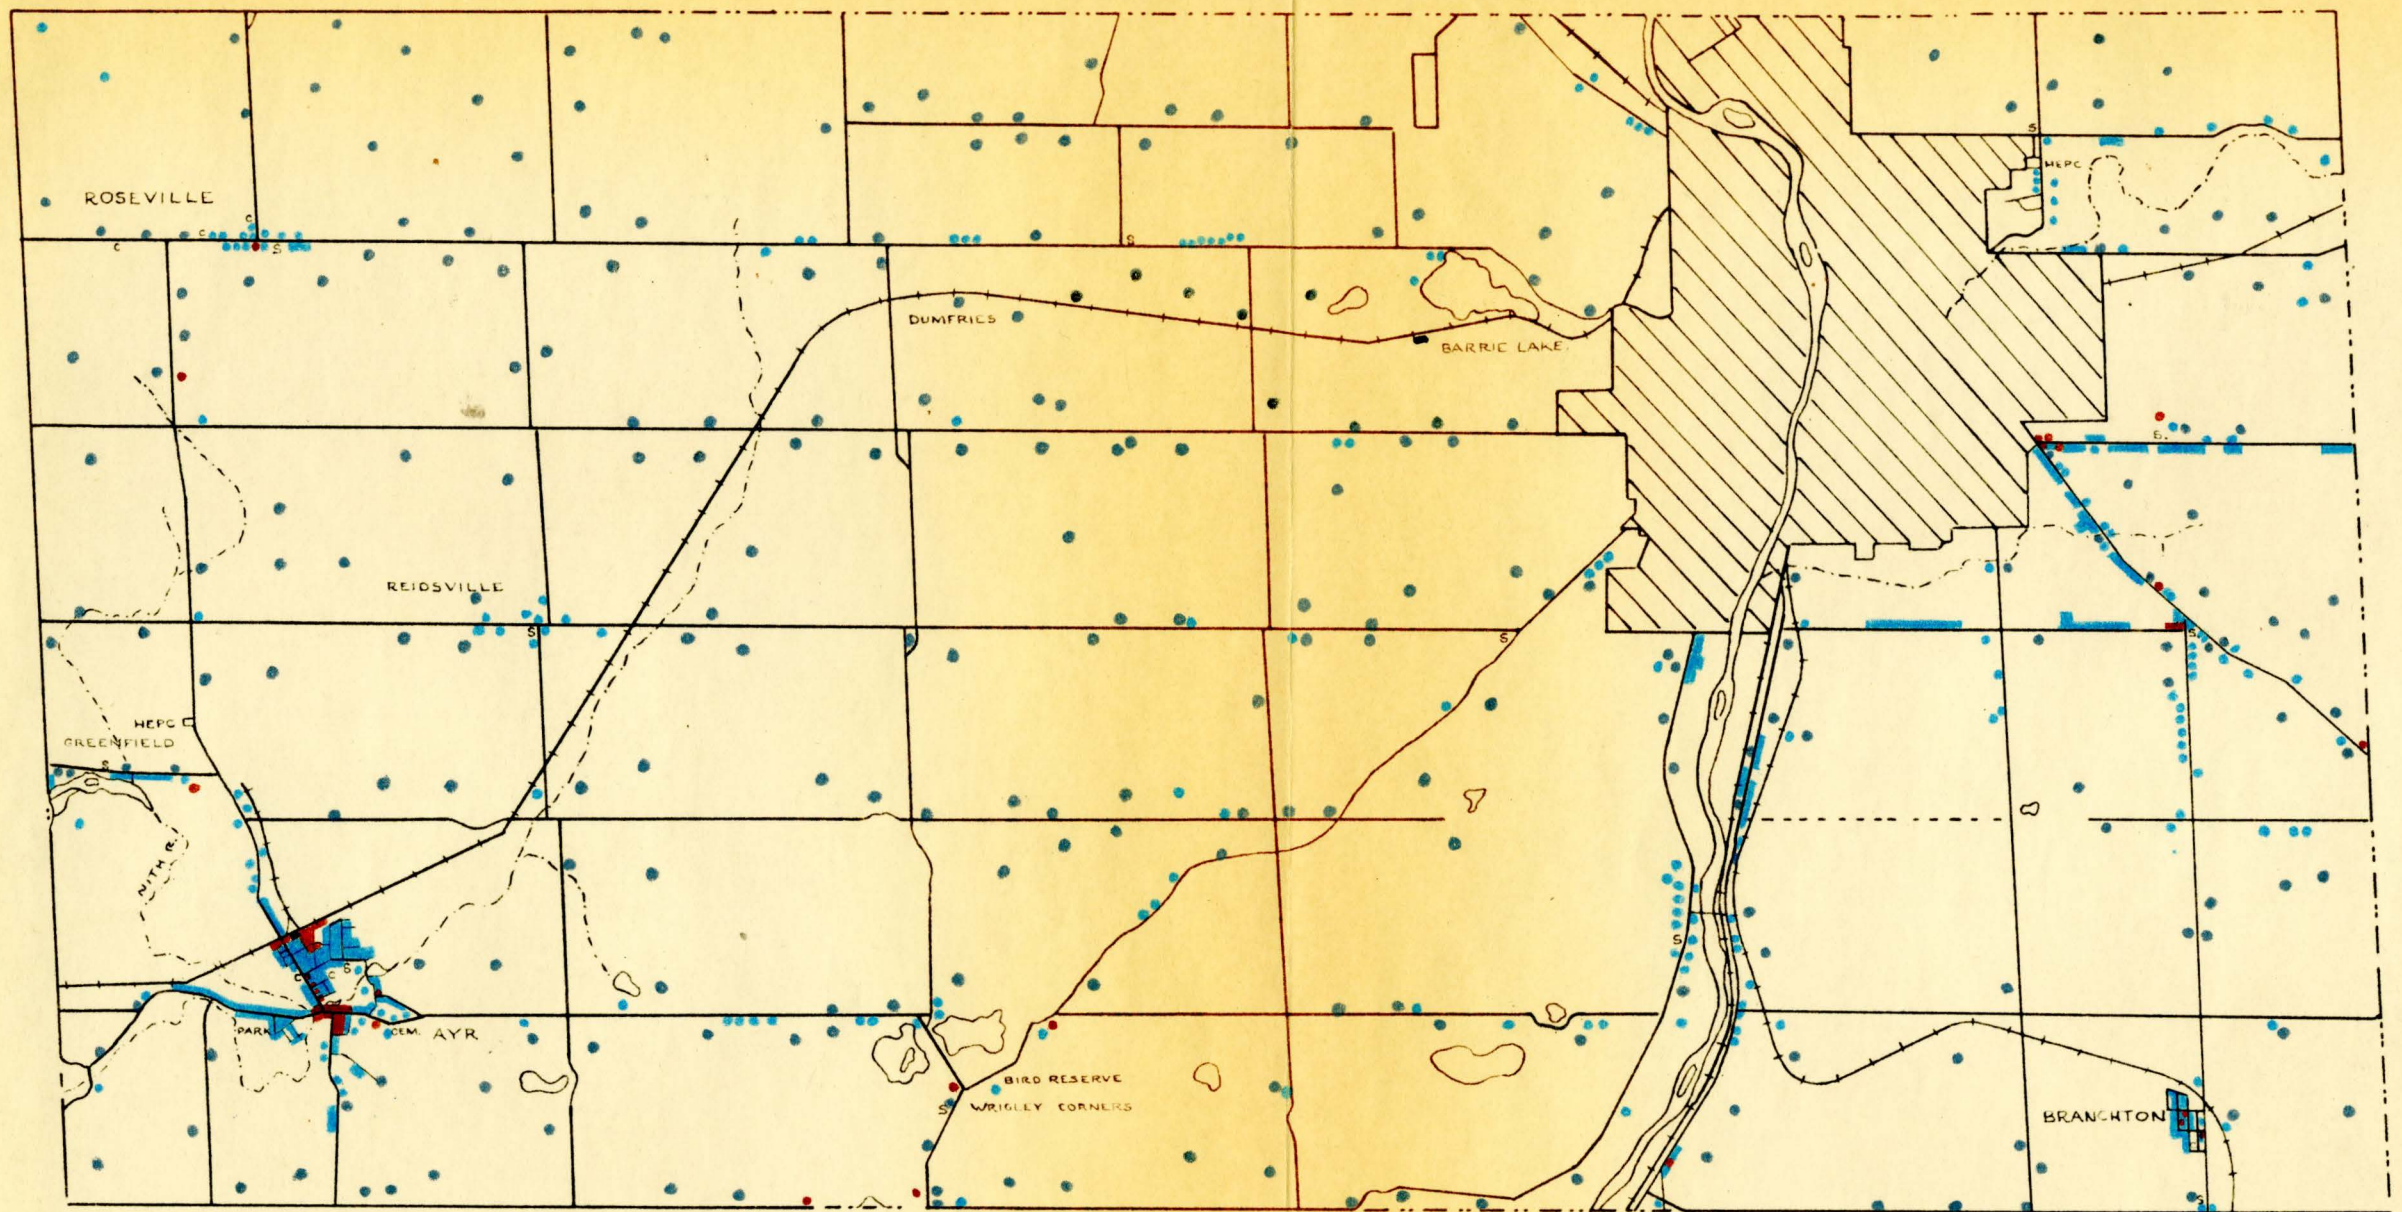 S
HEPC
ROSEVILLE
C
C
C
S
S
DUMFRIES
BARRIE LAKE.
S.
REIDSVILLE
S
S
S.
HEPC
GREENFIELD
S
NITH R.
S
C
C
S
PARK
CEM.
AYR
BIRD RESERVE
S
WRIGLEY CORNERS
BRANCHTON
S